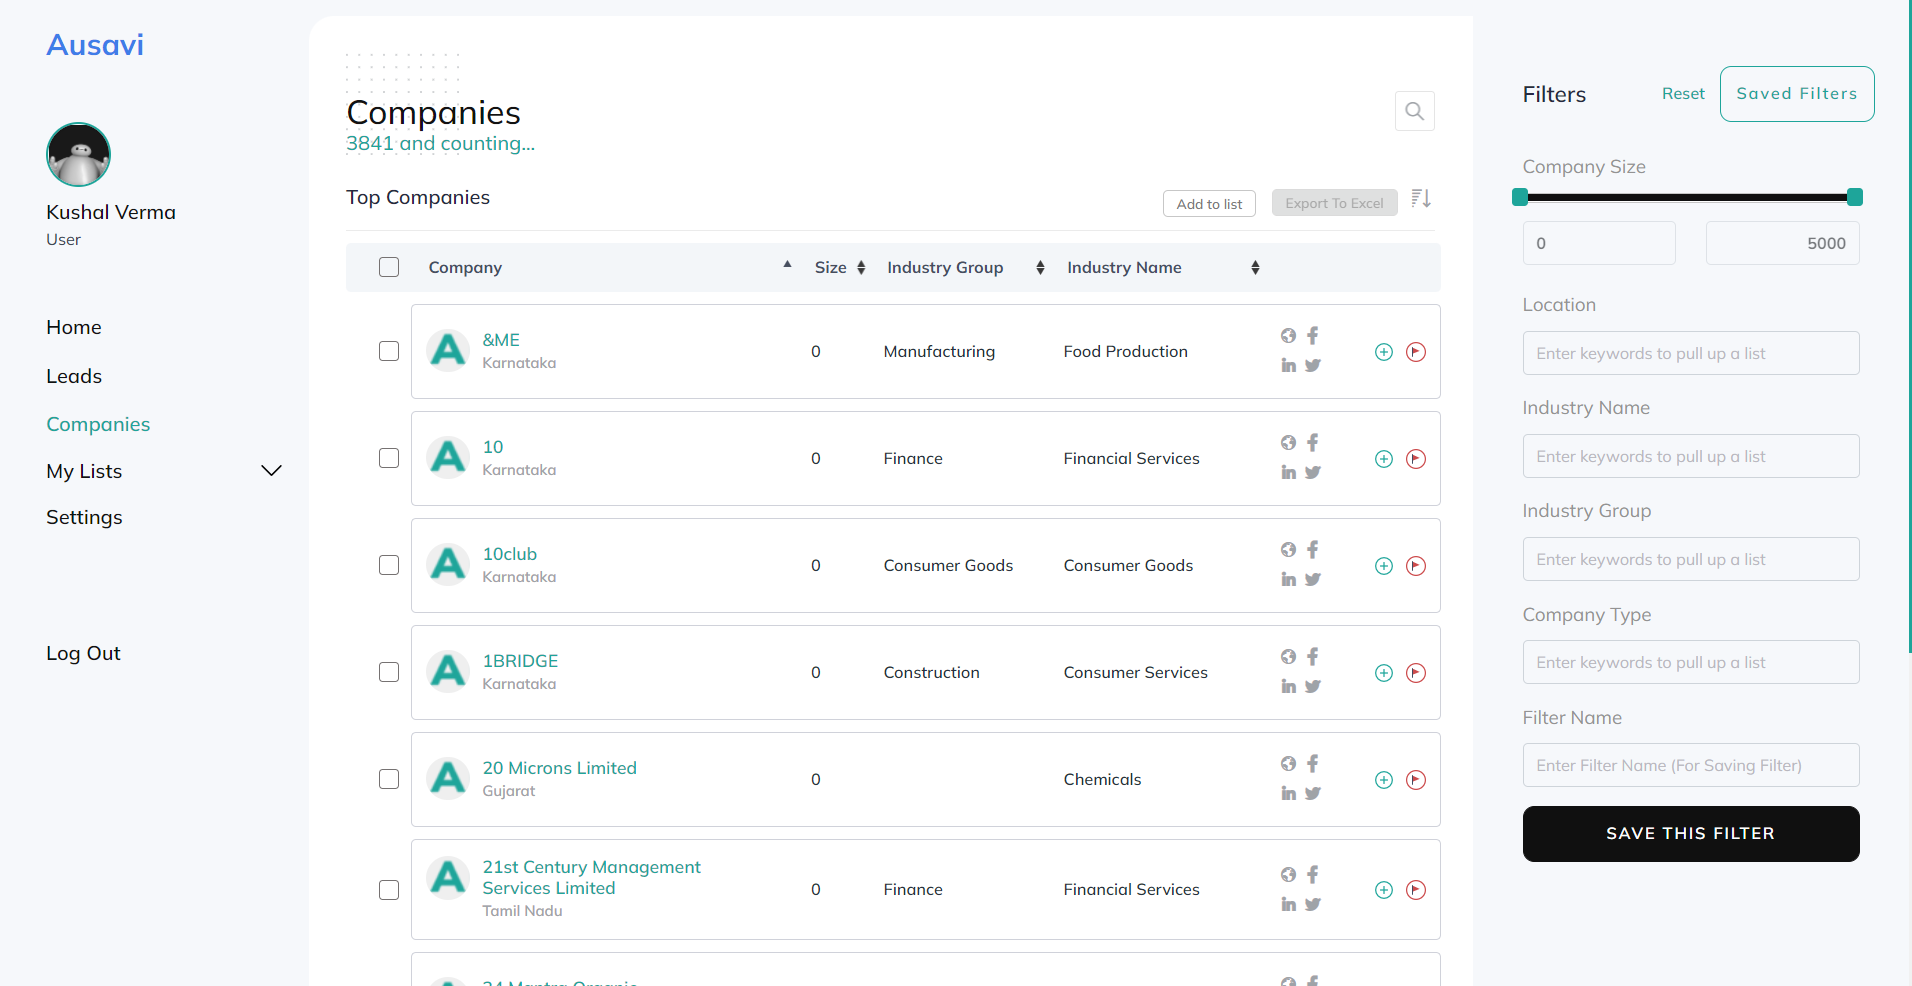 Ausavi
Kushal Verma
User
Home
Leads
Companies
My Lists
Settings
Log Out
Companies
3841 and counting...
Top Companies
Add to list
Export To Excel
Company Size Industry Group Industry Name
&ME
Karnataka
0 Manufacturing Food Production
10
Karnataka
0 Finance Financial Services
10club
Karnataka
0 Consumer Goods Consumer Goods
1BRIDGE
Karnataka
0 Construction Consumer Services
20 Microns Limited
Gujarat
0 Chemicals
21st Century Management
Services Limited
Tamil Nadu
0 Finance Financial Services
Filters
Reset
Saved Filters
Company Size
0 5000
Location
Enter keywords to pull up a list
Industry Name
Enter keywords to pull up a list
Industry Group
Enter keywords to pull up a list
Company Type
Enter keywords to pull up a list
Filter Name
Enter Filter Name (For Saving Filter)
SAVE THIS FILTER